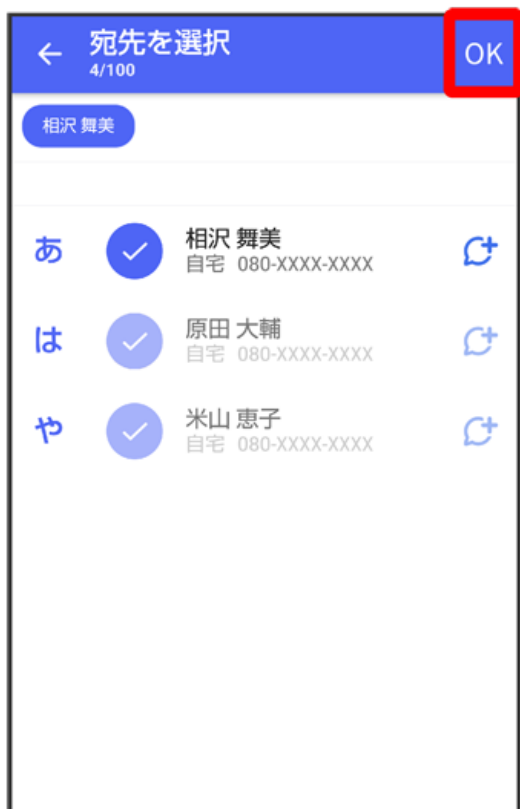 宛先を選択
4/100
OK
相沢 舞美
あ
相沢 舞美
自宅 080-XXXX-XXXX
は
原田 大輔
自宅 080-XXXX-XXXX
や
米山 恵子
自宅 080-XXXX-XXXX